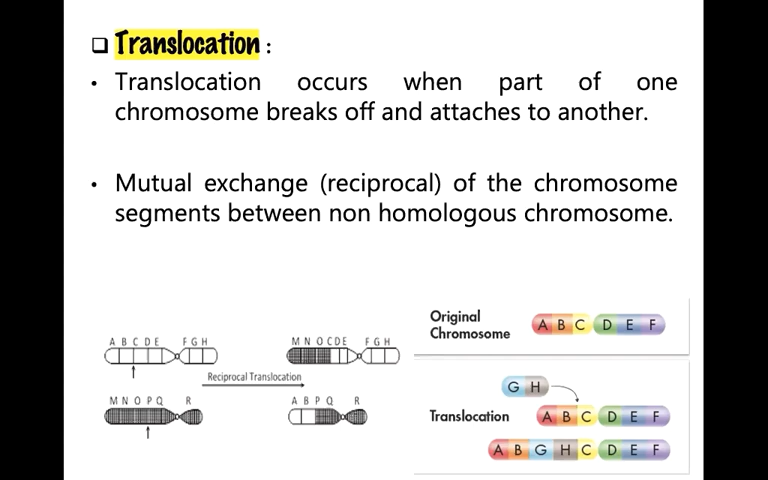 ❑ Translocation :
• Translocation occurs when part of one
chromosome breaks off and attaches to another.
• Mutual exchange (reciprocal) of the chromosome
segments between non homologous chromosome.
A B C D E F G H
M N O P Q R
Reciprocal Translocation
M N O C D E F G H
A B P Q R
Original
Chromosome
A B C D E F
G H
Translocation
A B C D E F
A B G H C D E F